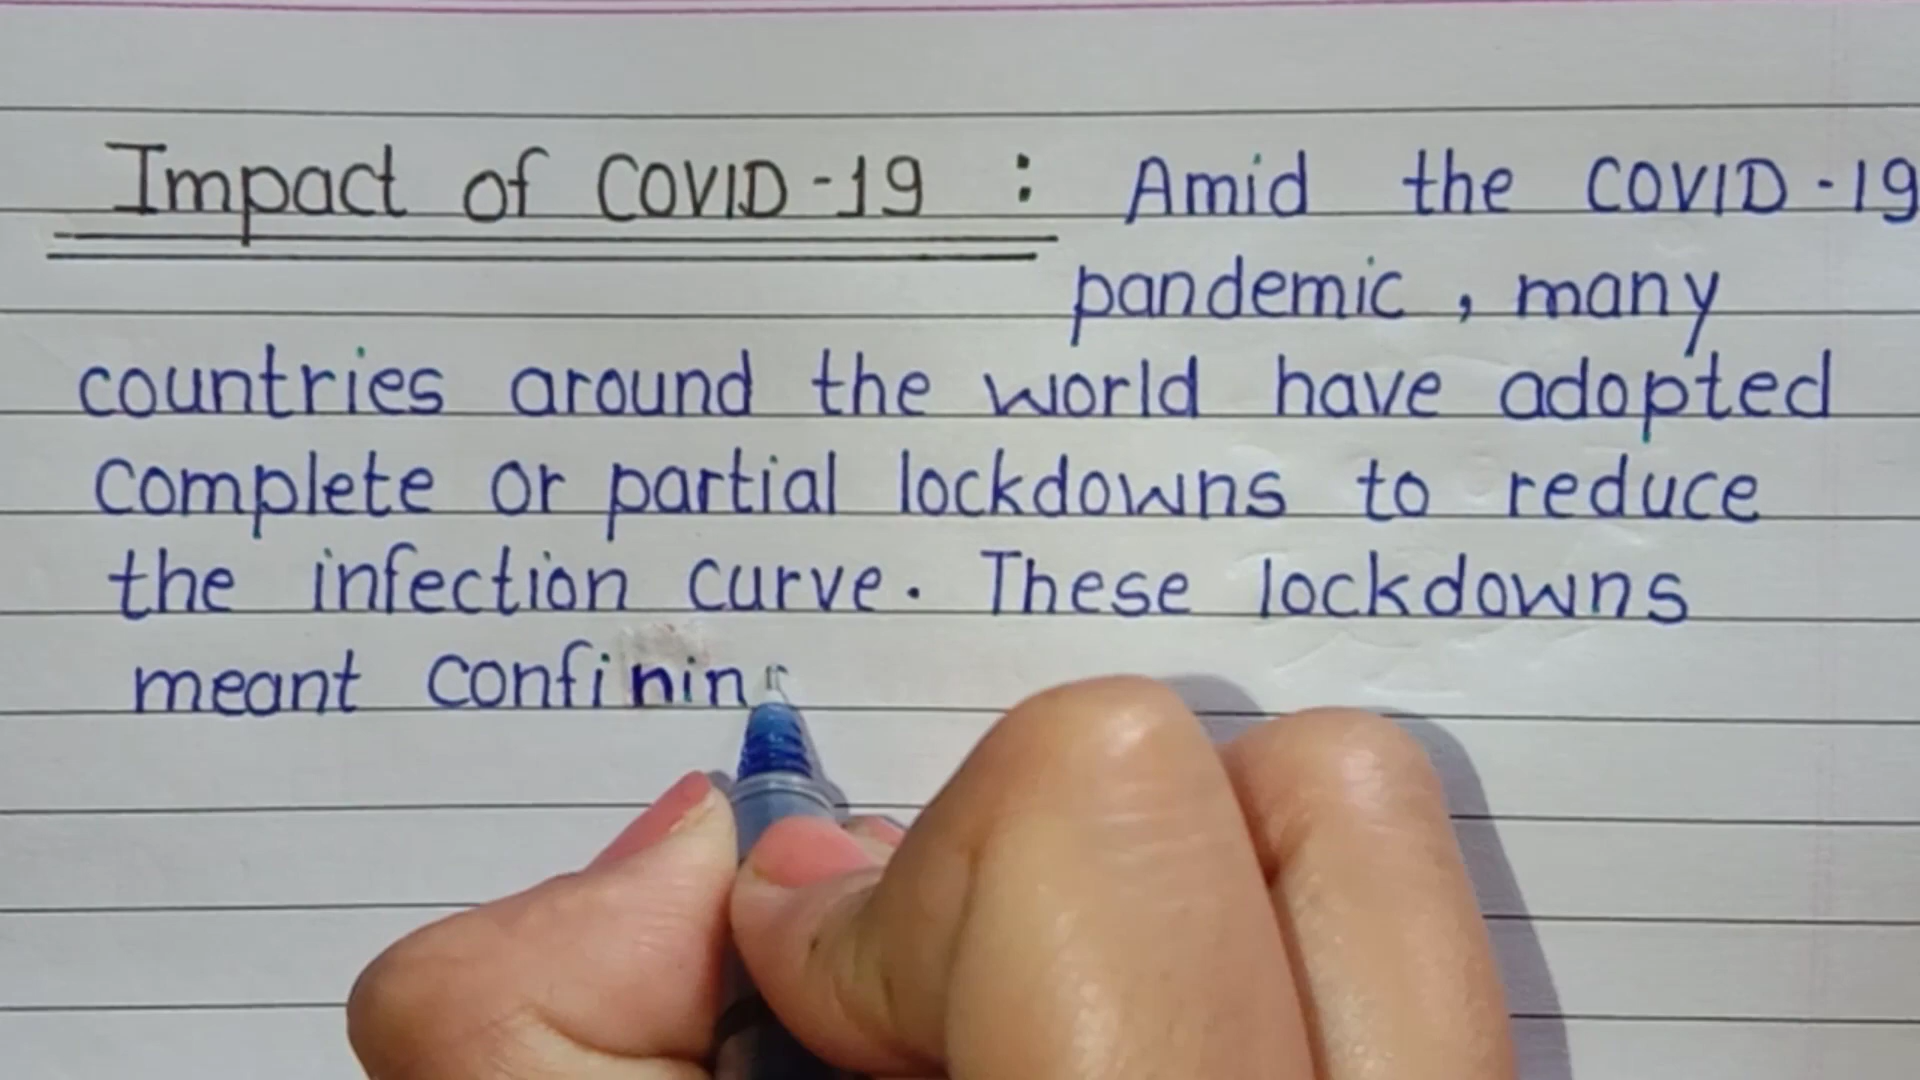 Impact of COVID-19 : Amid the COVID-19
pandemic, many
countries around the world have adopted
complete or partial lockdowns to reduce
the infection curve. These lockdowns
meant confinin